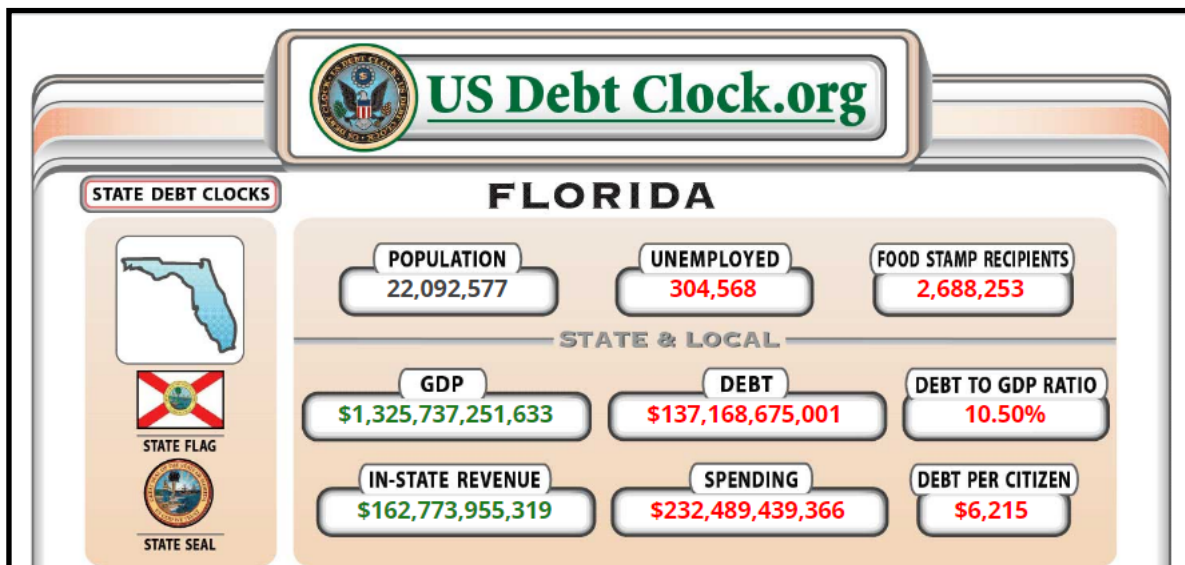 US Debt Clock.org
STATE DEBT CLOCKS
FLORIDA
POPULATION
22,092,577
UNEMPLOYED
304,568
FOOD STAMP RECIPIENTS
2,688,253
STATE & LOCAL
GDP
$1,325,737,251,633
DEBT
$137,168,675,001
DEBT TO GDP RATIO
10.50%
STATE FLAG
IN-STATE REVENUE
$162,773,955,319
SPENDING
$232,489,439,366
DEBT PER CITIZEN
$6,215
STATE SEAL